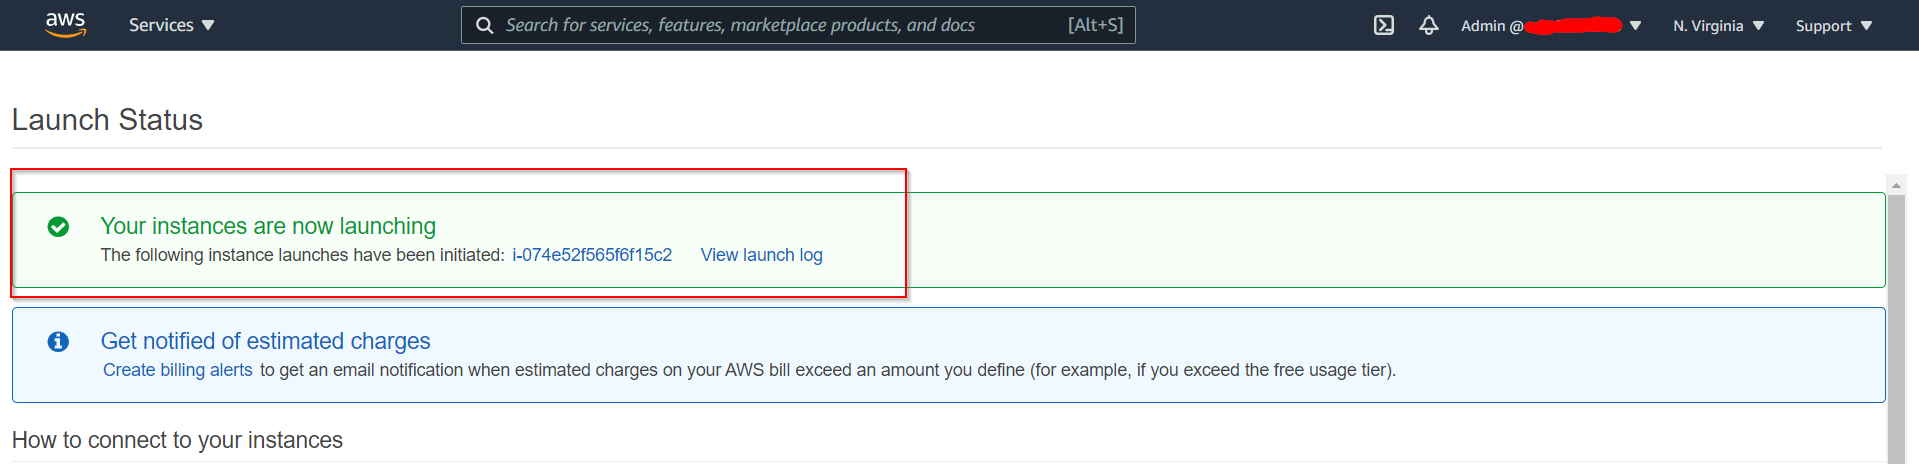 aws Services Search for services, features, marketplace products, and docs [Alt+S] Admin @ N. Virginia Support
Launch Status
Your instances are now launching
The following instance launches have been initiated: i-074e52f565f6f15c2 View launch log
Get notified of estimated charges
Create billing alerts to get an email notification when estimated charges on your AWS bill exceed an amount you define (for example, if you exceed the free usage tier).
How to connect to your instances